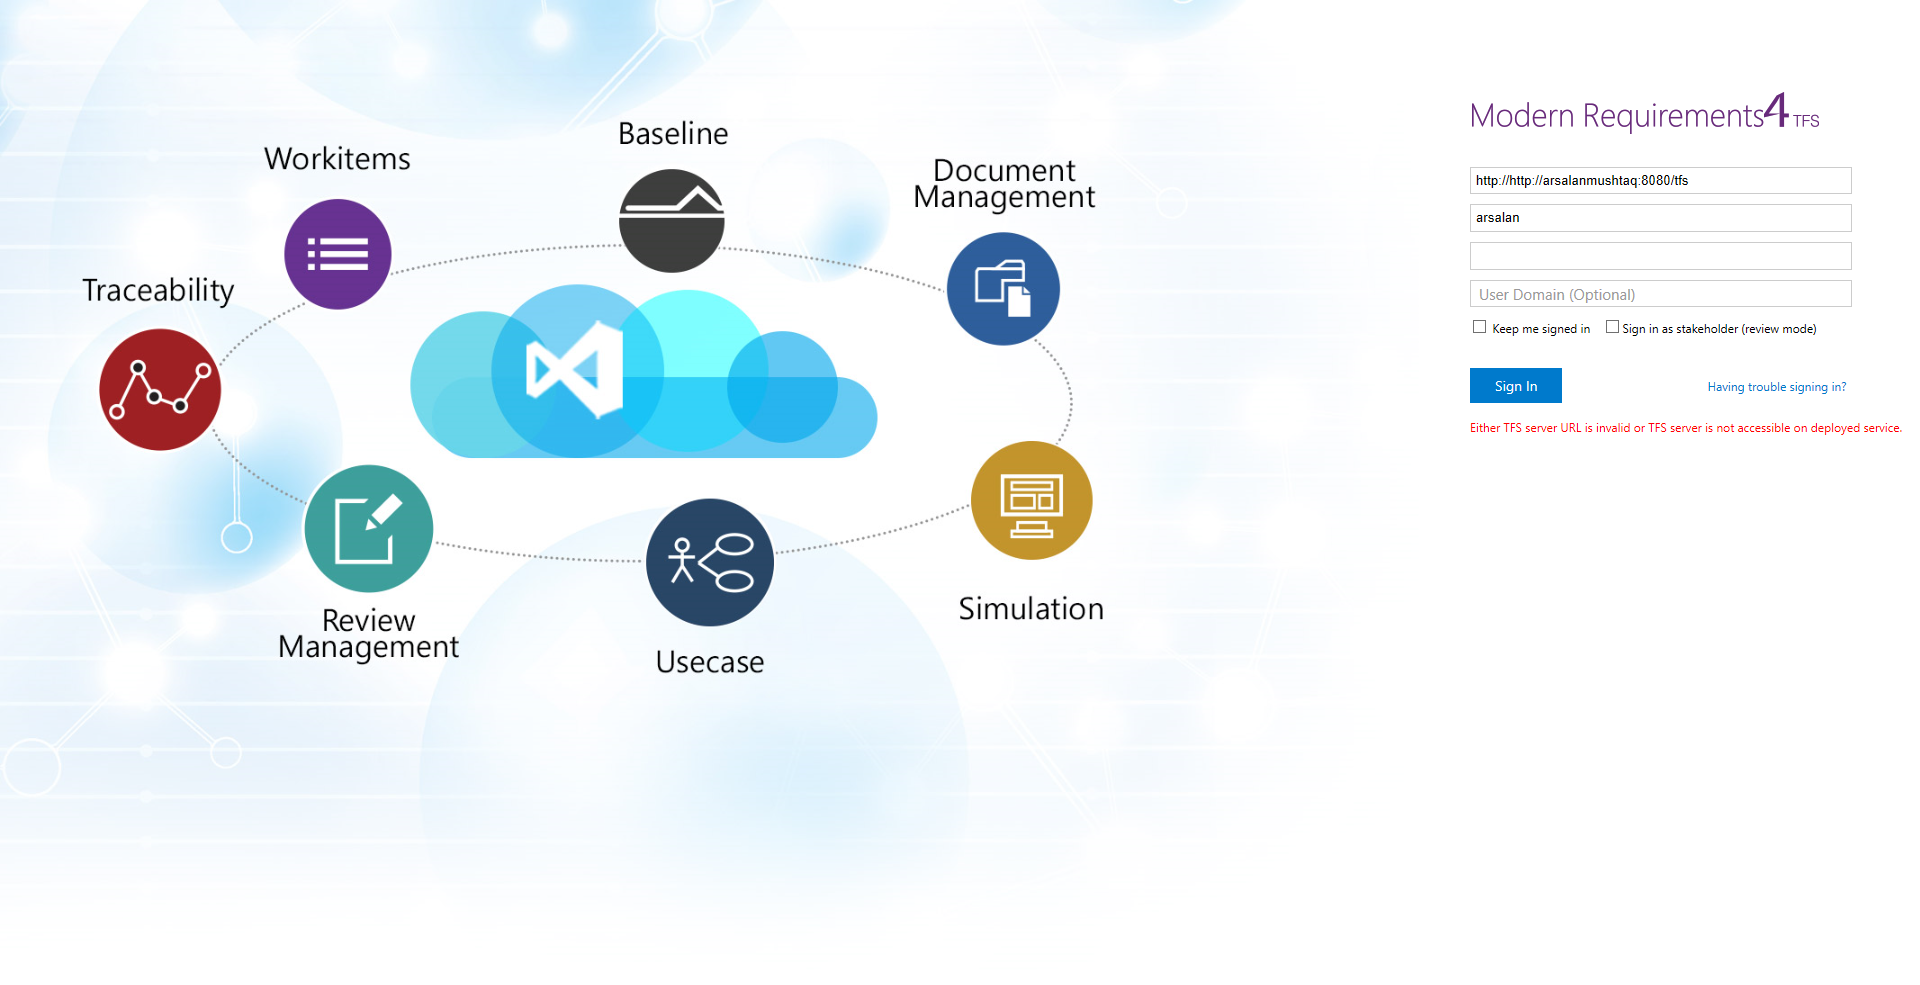 Baseline
Workitems
Document
Management
Traceability
Review
Management
Usecase
Simulation
Modern Requirements4 TFS
http://http://arsalanmushtaq:8080/tfs
arsalan
User Domain (Optional)
Keep me signed in Sign in as stakeholder (review mode)
Sign In Having trouble signing in?
Either TFS server URL is invalid or TFS server is not accessible on deployed service.